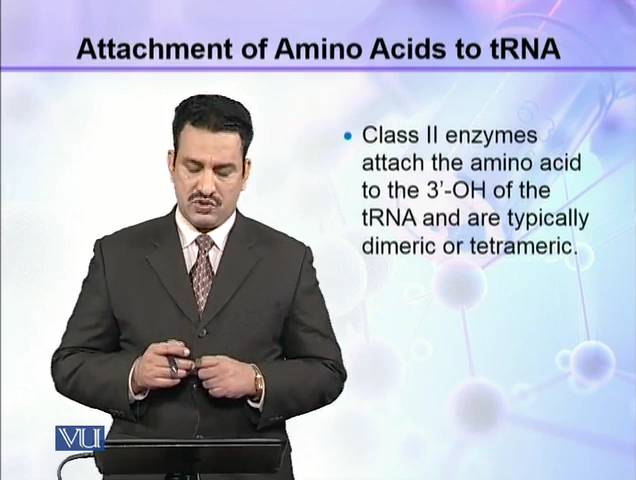 Attachment of Amino Acids to tRNA
• Class II enzymes
attach the amino acid
to the 3'-OH of the
tRNA and are typically
dimeric or tetrameric.
VU